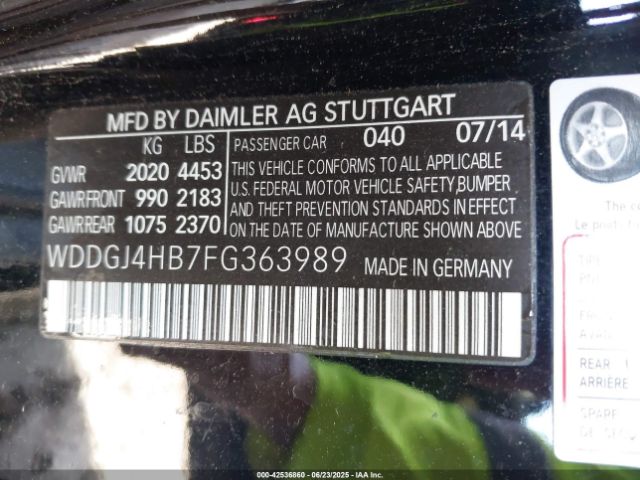 MFD BY DAIMLER AG STUTTGART
KG LBS
PASSENGER CAR 040 07/14
GVWR 2020 4453
GAWR FRONT 990 2183
GAWR REAR 1075 2370
THIS VEHICLE CONFORMS TO ALL APPLICABLE
U.S. FEDERAL MOTOR VEHICLE SAFETY,BUMPER
AND THEFT PREVENTION STANDARDS IN EFFECT
ON THE DATE OF MANUFACTURE SHOWN ABOVE
WDDGJ4HB7FG363989 MADE IN GERMANY
Le
REAR
ARRIÈRE
SPARE
DE
000-42536860 - 06/23/2025 - IAA Inc.